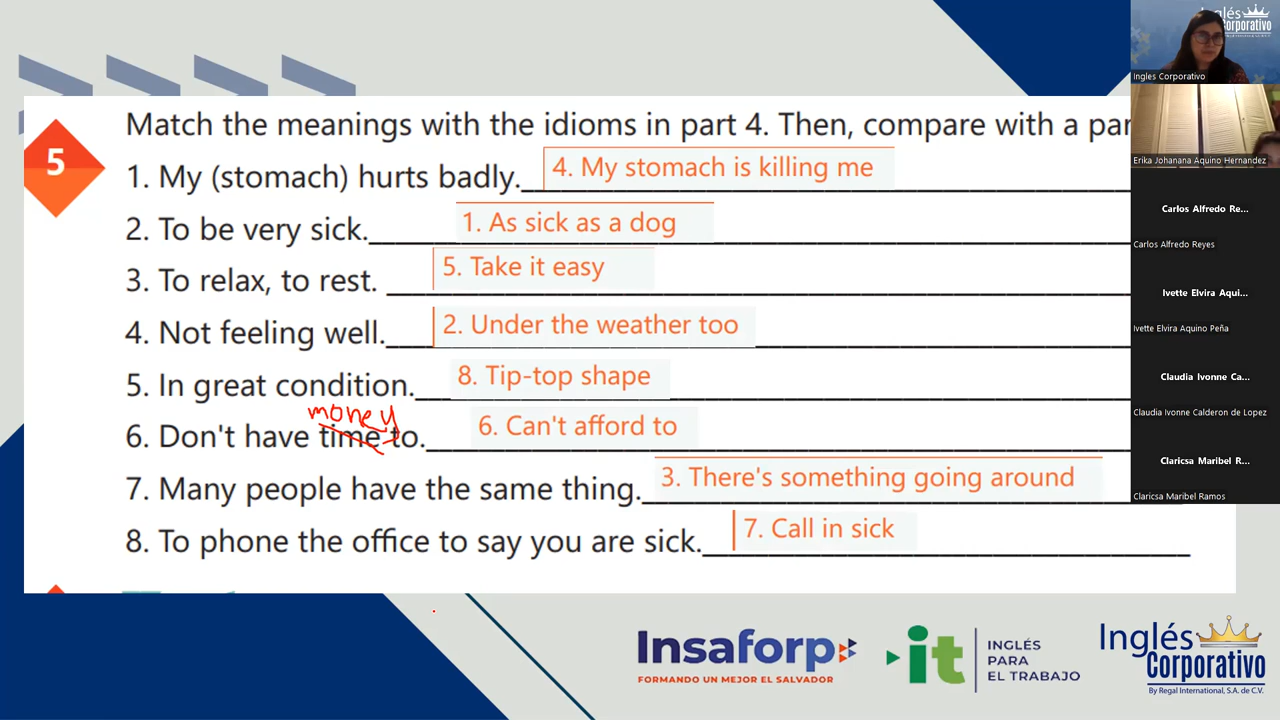 5
Match the meanings with the idioms in part 4. Then, compare with a par
1. My (stomach) hurts badly. 4. My stomach is killing me
2. To be very sick. 1. As sick as a dog
3. To relax, to rest. 5. Take it easy
4. Not feeling well. 2. Under the weather too
5. In great condition. 8. Tip-top shape
money
6. Don't have time to. 6. Can't afford to
7. Many people have the same thing. 3. There's something going around
8. To phone the office to say you are sick. 7. Call in sick
Inglés
Corporativo
Ingles Corporativo
Erika Johanana Aquino Hernandez
Carlos Alfredo Re...
Carlos Alfredo Reyes
Ivette Elvira Aqui...
Ivette Elvira Aquino Peña
Claudia Ivonne Ca...
Claudia Ivonne Calderon de Lopez
Claricsa Maribel R...
Claricsa Maribel Ramos
Insaforp
FORMANDO UN MEJOR EL SALVADOR
it
INGLÉS
PARA
EL TRABAJO
Inglés
Corporativo
By Regal International, S.A. de C.V.